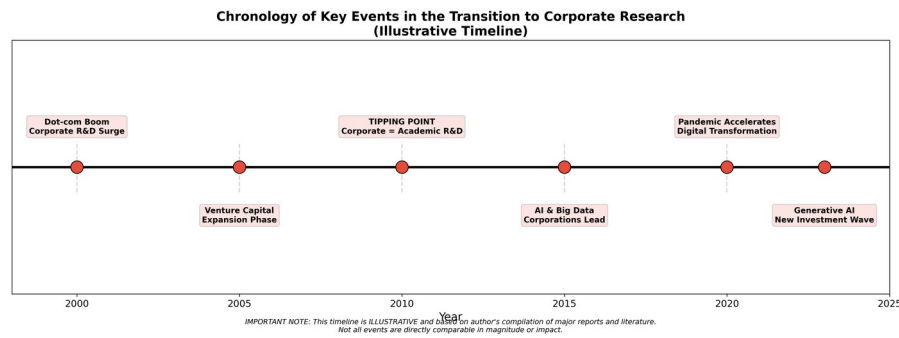 Chronology of Key Events in the Transition to Corporate Research
(Illustrative Timeline)
Dot-com Boom
Corporate R&D Surge
TIPPING POINT
Corporate = Academic R&D
Pandemic Accelerates
Digital Transformation
Venture Capital
Expansion Phase
AI & Big Data
Corporations Lead
Generative AI
New Investment Wave
2000 2005 2010 2015 2020 2025
Year
IMPORTANT NOTE: This timeline is ILLUSTRATIVE and based on author's compilation of major reports and literature.
Not all events are directly comparable in magnitude or impact.